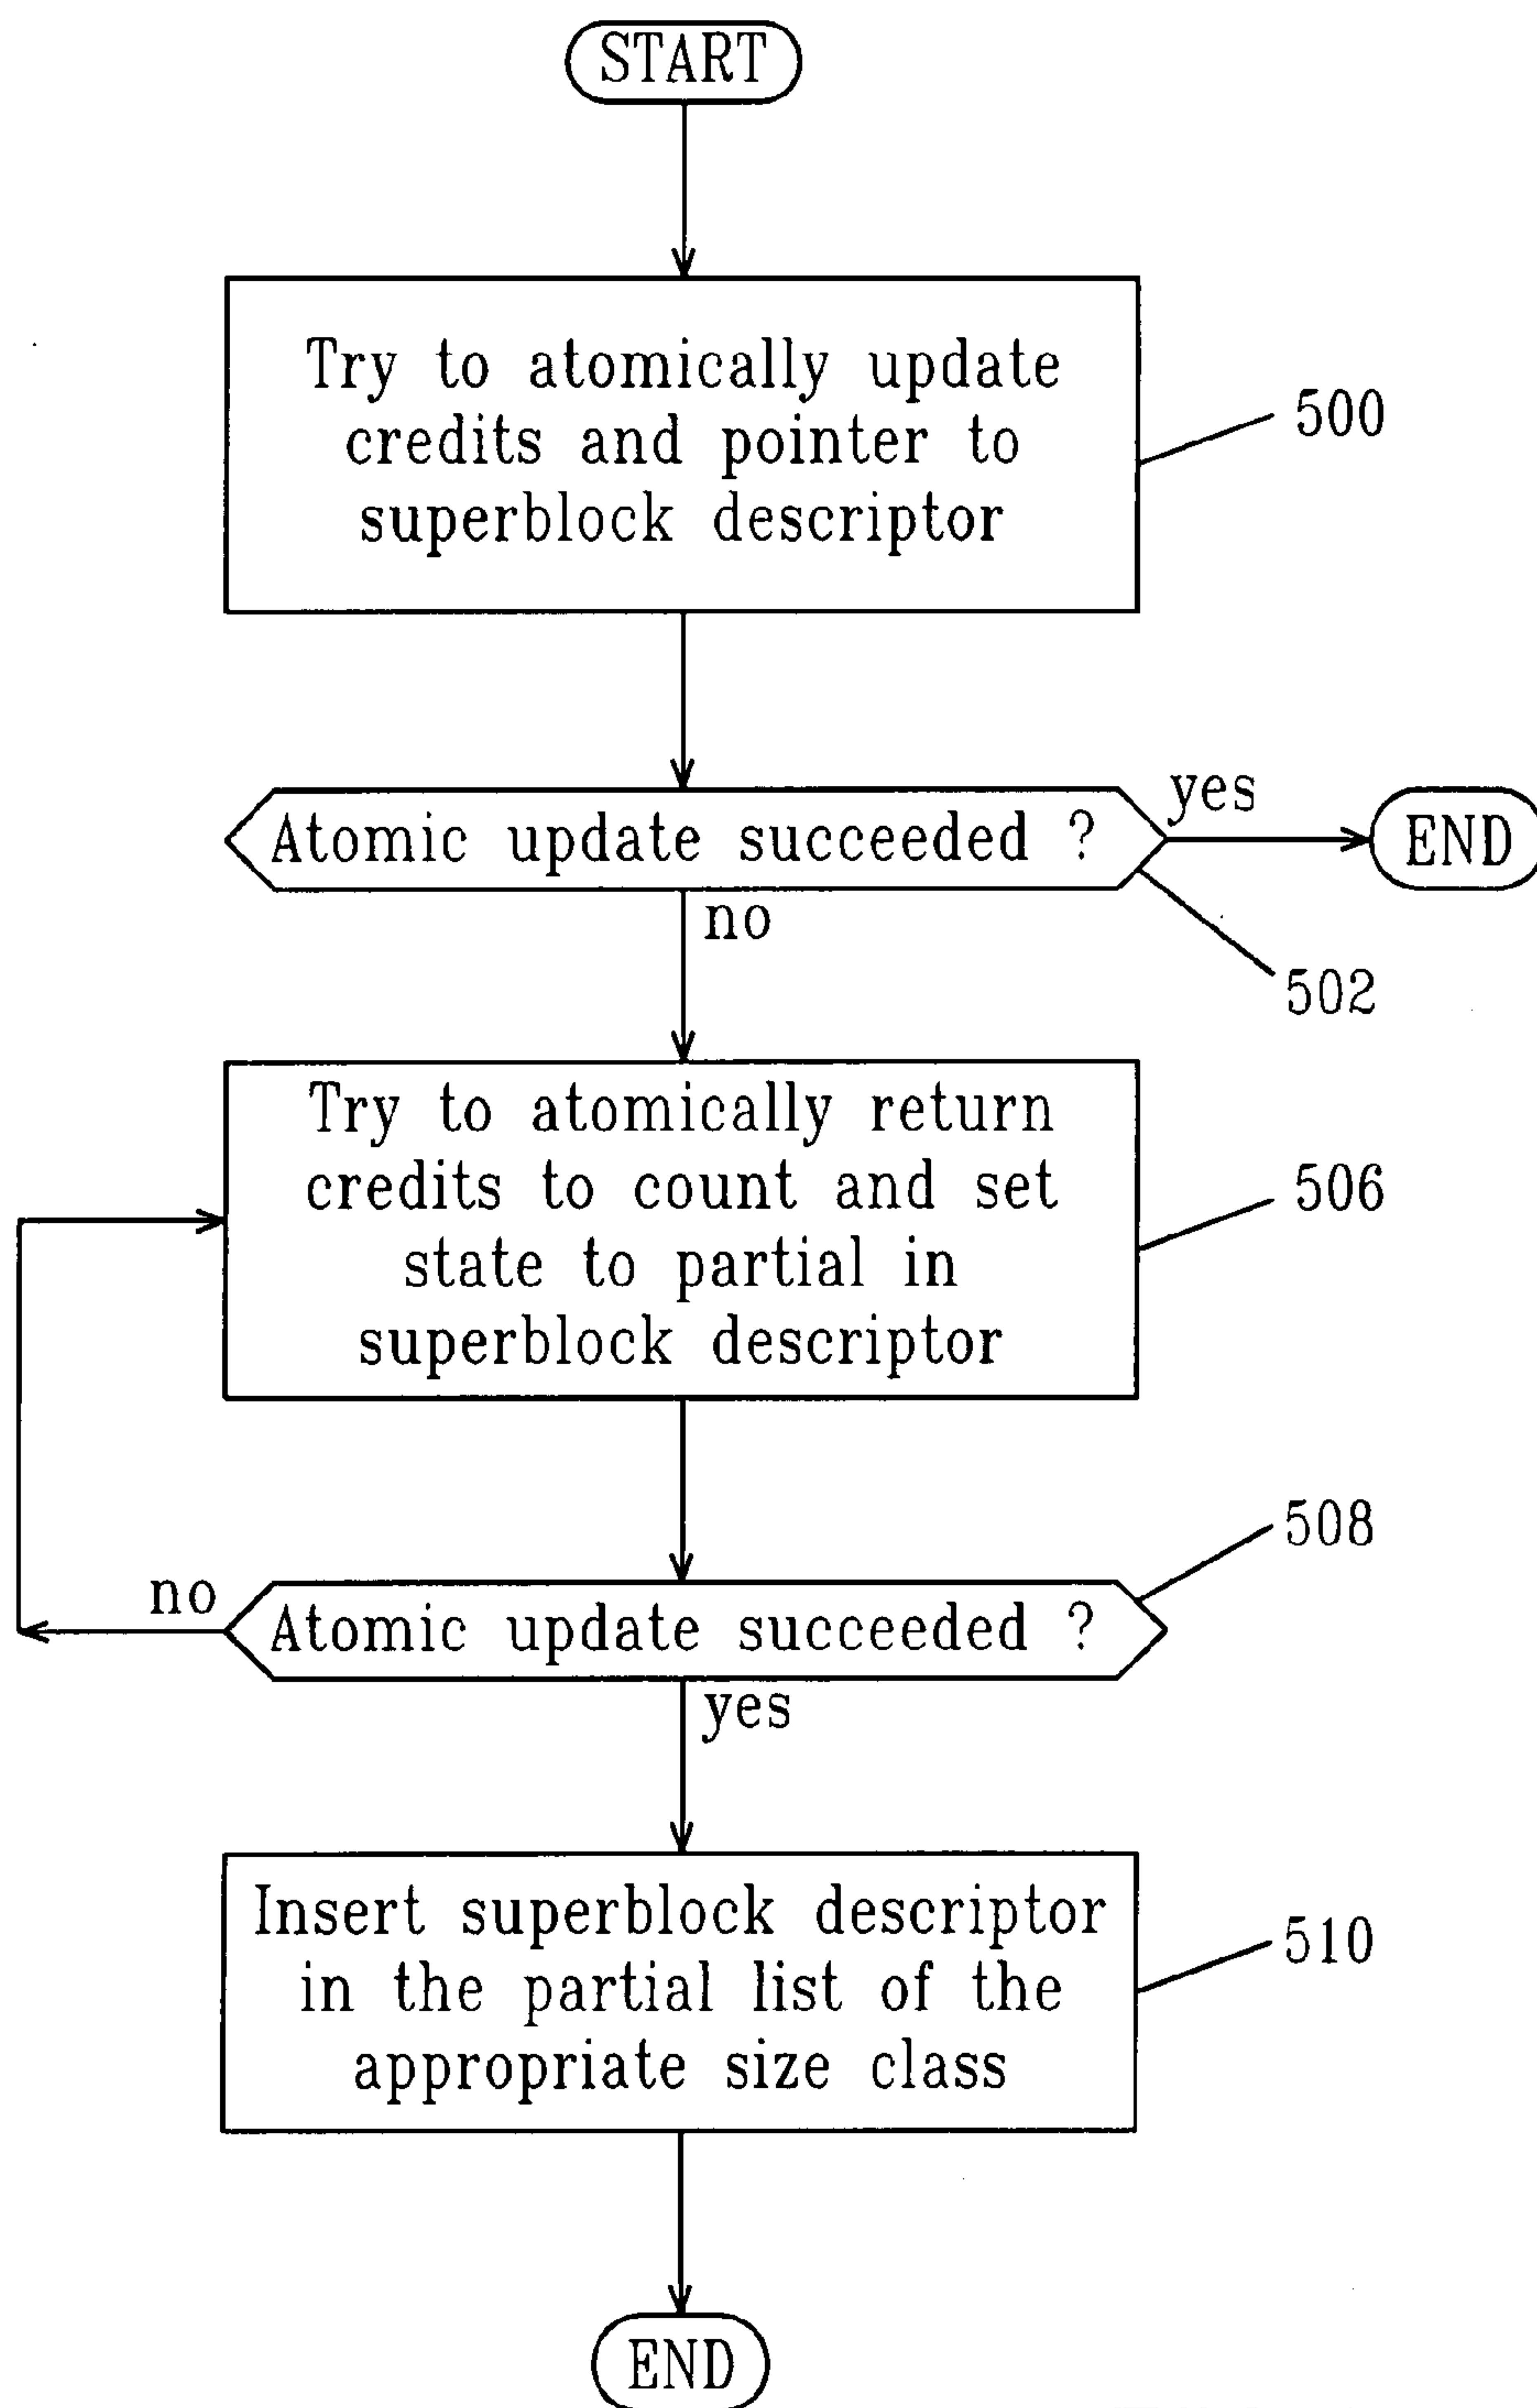 START
Try to atomically update
credits and pointer to
superblock descriptor
500
Atomic update succeeded ?
yes
END
no
502
Try to atomically return
credits to count and set
state to partial in
superblock descriptor
506
508
no
Atomic update succeeded ?
yes
Insert superblock descriptor
in the partial list of the
appropriate size class
510
END